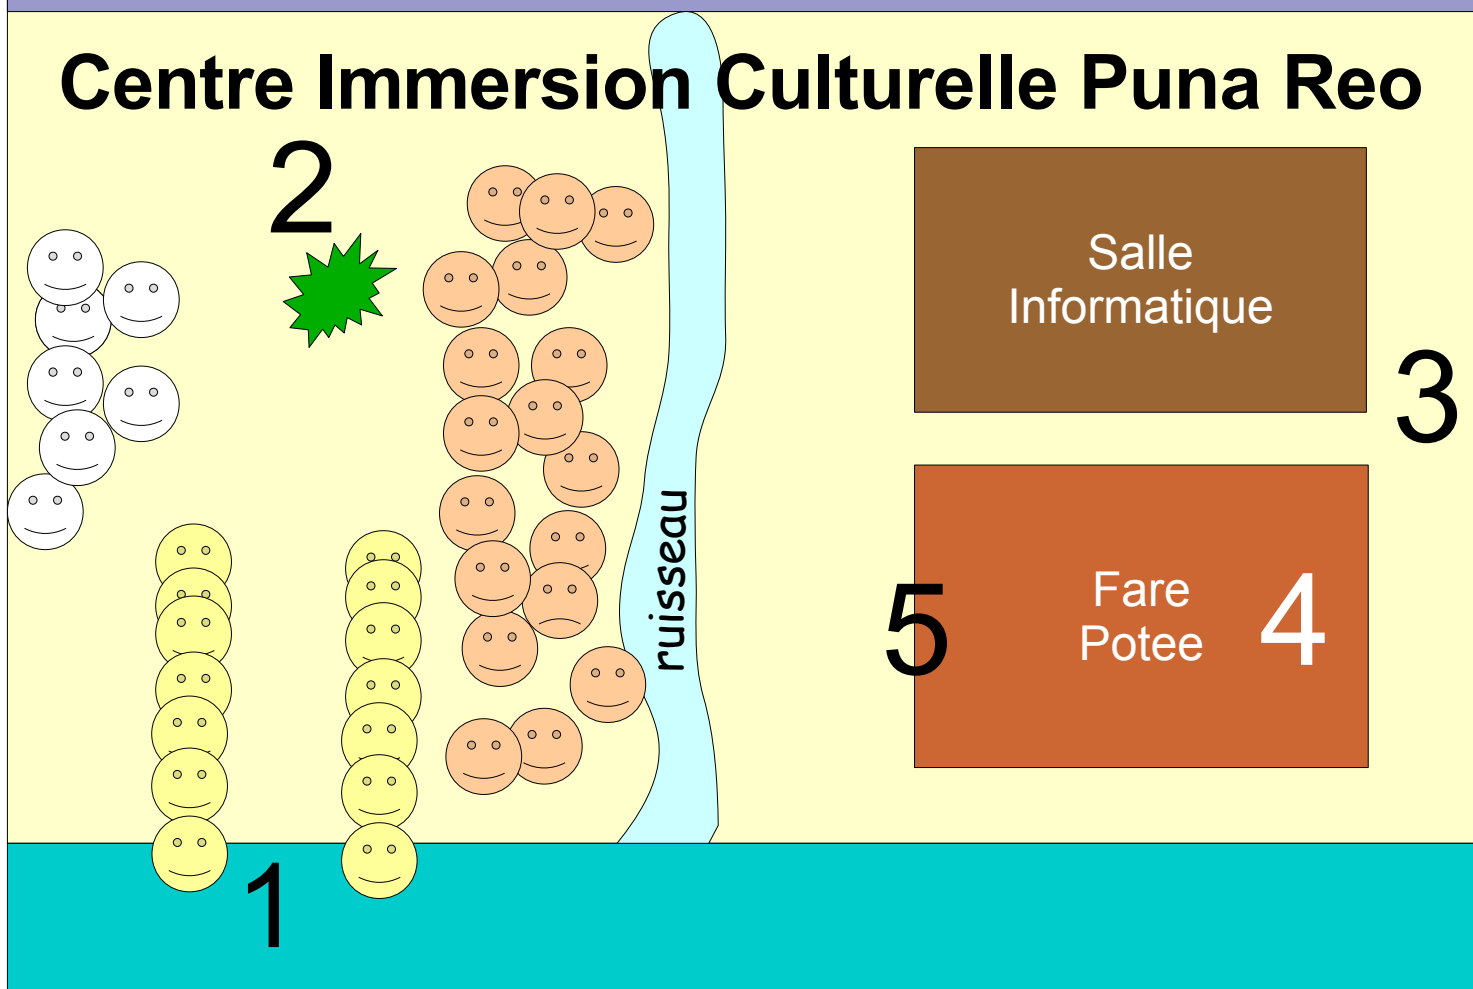 Centre Immersion Culturelle Puna Reo
2
Salle
Informatique
3
ruisseau
5
Fare
Potee
4
1